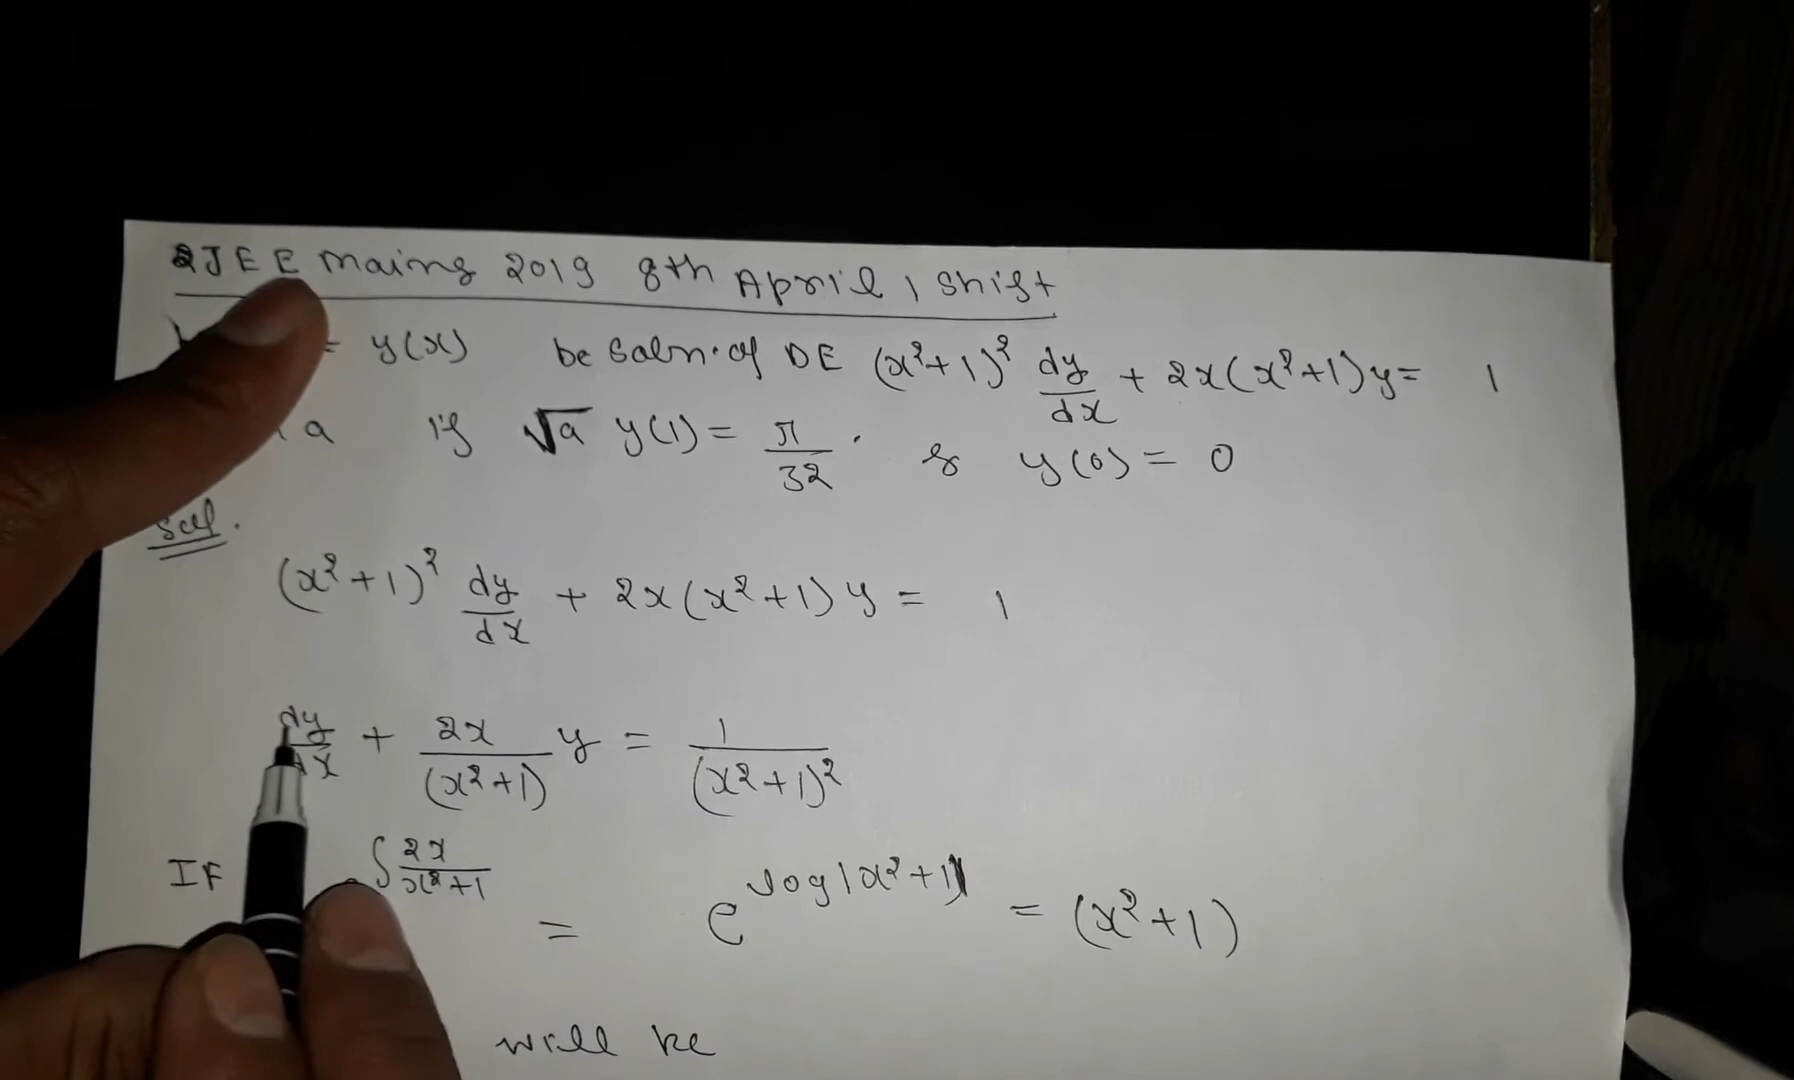 JEE mains 2019 8th April 1 Shift
= y(x) be Soln. of DE (x²+1)² dy/dx + 2x(x²+1)y = 1
a if √a y(1) = π/32 . & y(0) = 0
Sol.
(x²+1)² dy/dx + 2x(x²+1)y = 1
dy/dx + 2x/(x²+1) y = 1/(x²+1)²
IF ∫ 2x/x²+1 = e^log|x²+1| = (x²+1)
will be